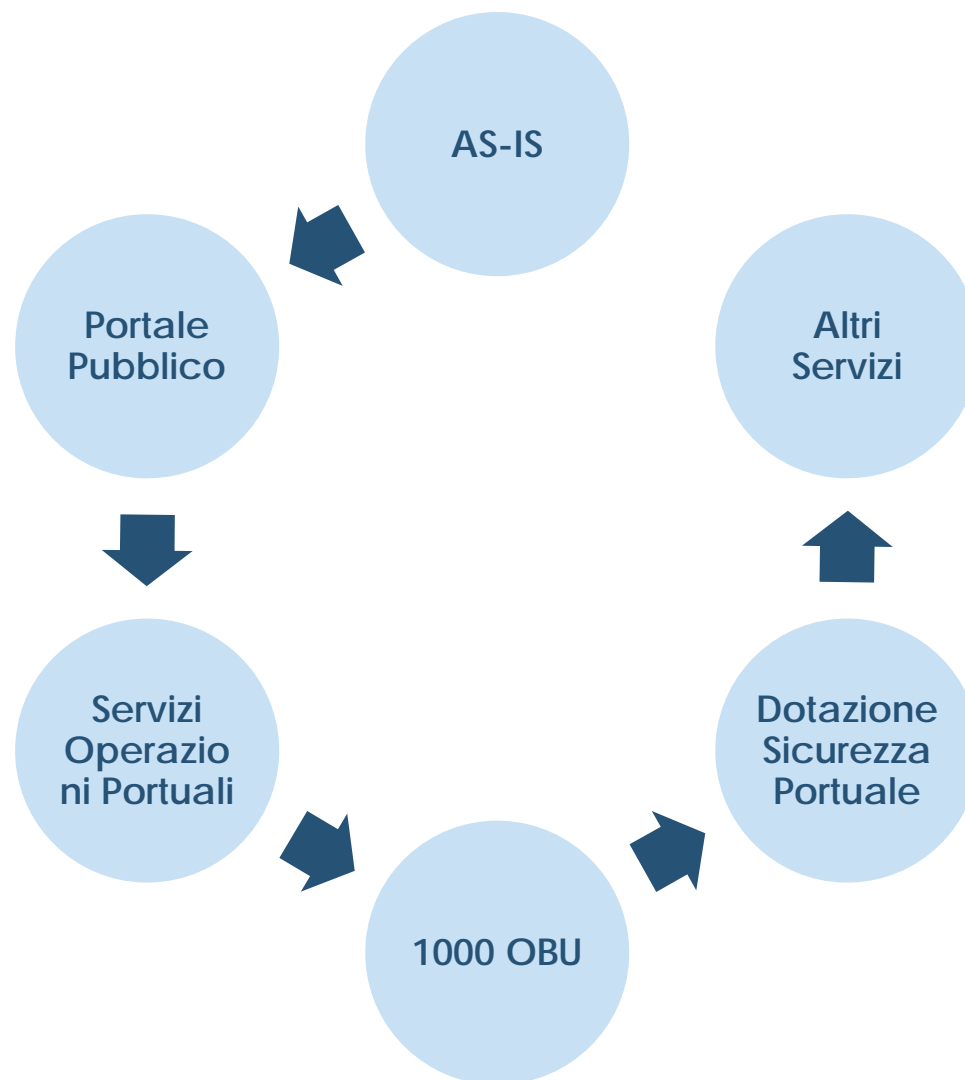 AS-IS
Portale
Pubblico
Servizi
Operazio
ni Portuali
1000 OBU
Dotazione
Sicurezza
Portuale
Altri
Servizi